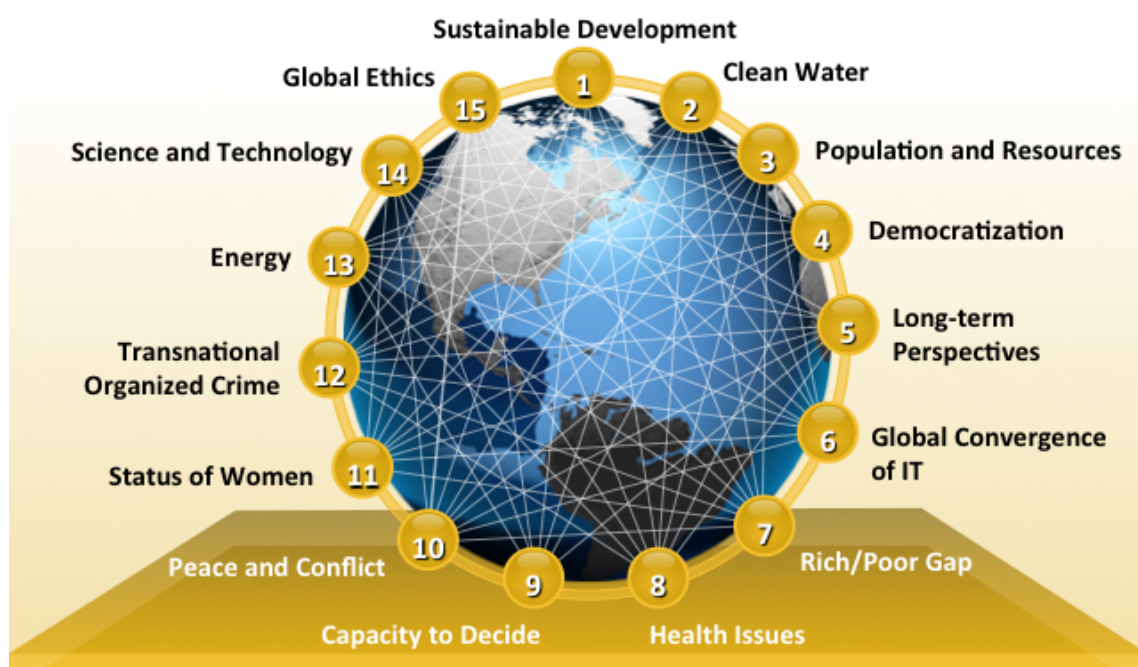 Sustainable Development
1
Clean Water
2
Population and Resources
3
Democratization
4
Long-term
Perspectives
5
Global Convergence
of IT
6
Rich/Poor Gap
7
Health Issues
8
Capacity to Decide
9
Peace and Conflict
10
Status of Women
11
Transnational
Organized Crime
12
Energy
13
Science and Technology
14
Global Ethics
15